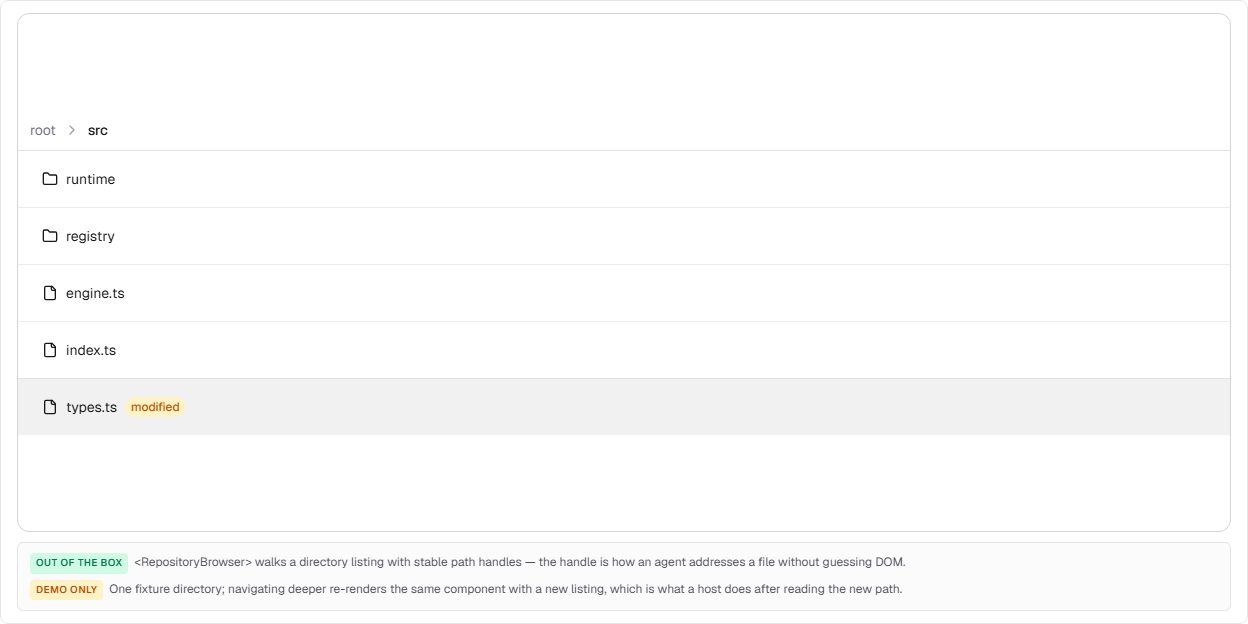 root > src
runtime
registry
engine.ts
index.ts
types.ts modified
OUT OF THE BOX <RepositoryBrowser> walks a directory listing with stable path handles — the handle is how an agent addresses a file without guessing DOM.
DEMO ONLY One fixture directory; navigating deeper re-renders the same component with a new listing, which is what a host does after reading the new path.